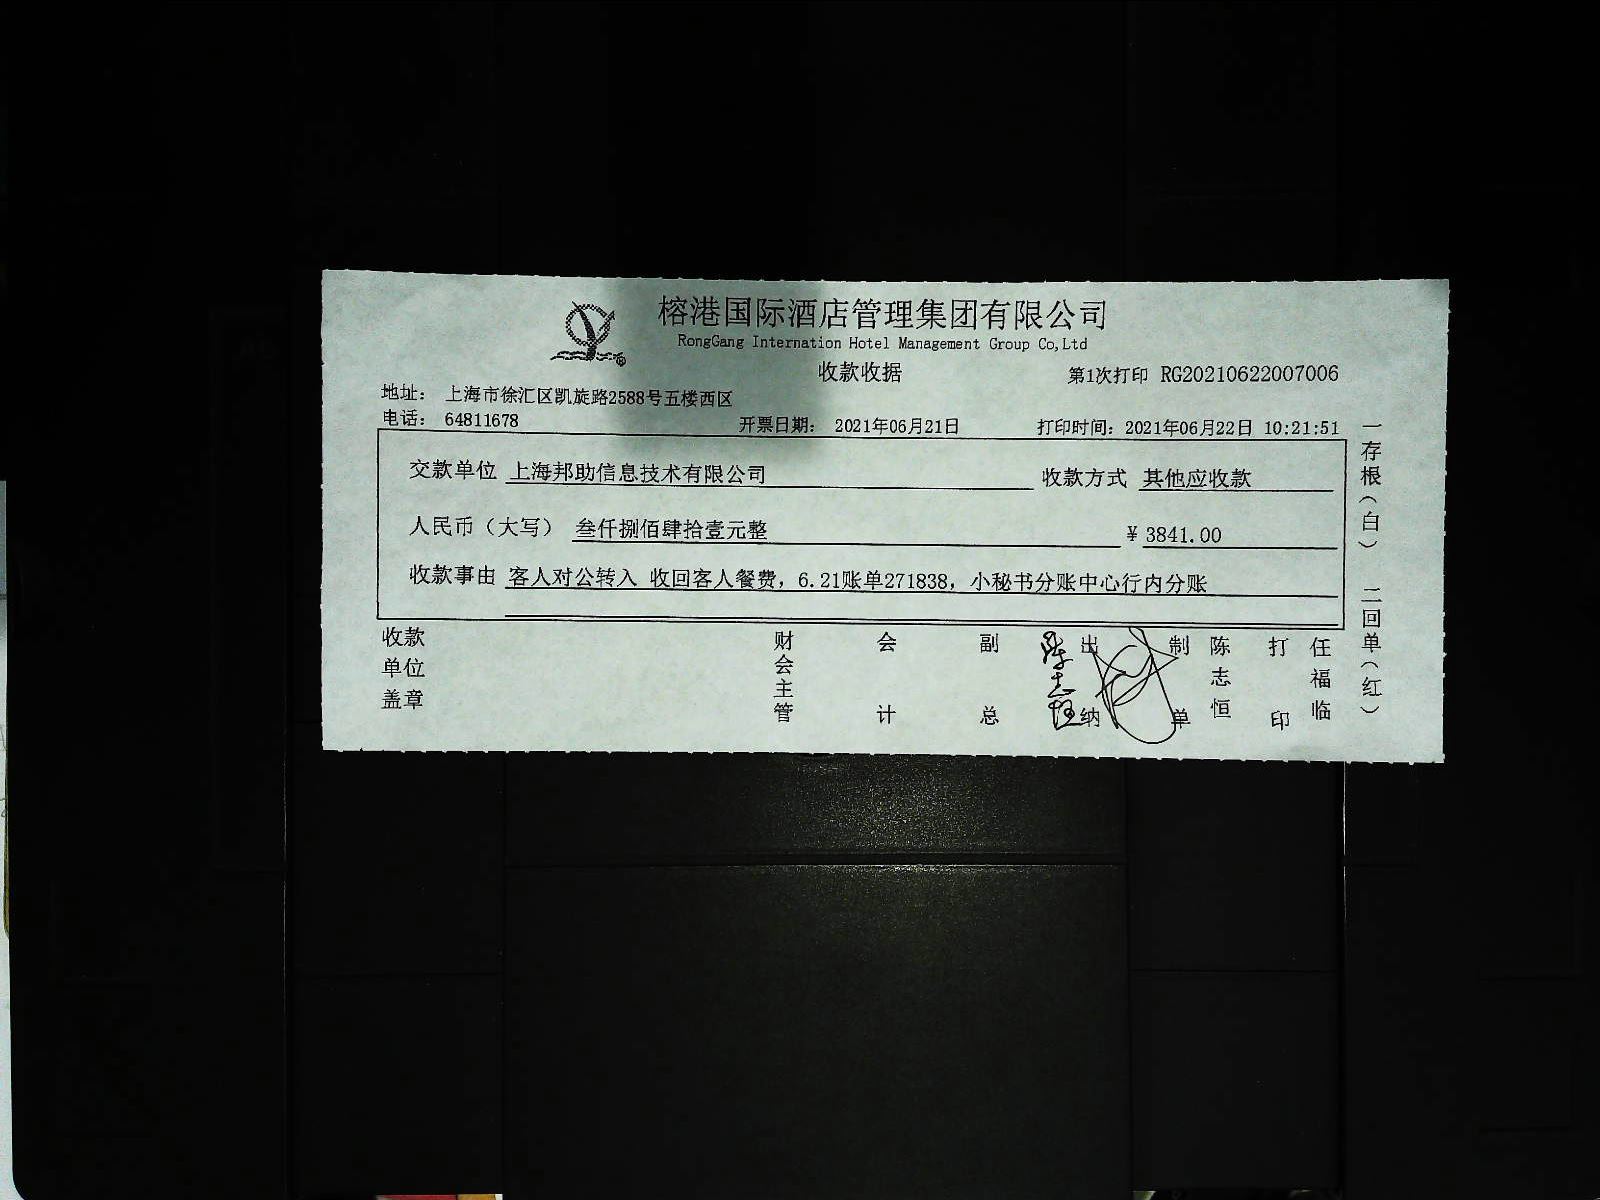 榕港国际酒店管理集团有限公司
RongGang Internation Hotel Management Group Co,Ltd
收款收据
第1次打印 RG20210622007006
地址： 上海市徐汇区凯旋路2588号五楼西区
电话： 64811678 开票日期： 2021年06月21日 打印时间：2021年06月22日 10:21:51
交款单位 上海邦助信息技术有限公司 收款方式 其他应收款
人民币（大写） 叁仟捌佰肆拾壹元整 ¥ 3841.00
收款事由 客人对公转入 收回客人餐费，6.21账单271838，小秘书分账中心行内分账
收款单位盖章 财会主管 会计 副总 陈志恒 出纳 制单 陈志恒 打印 任福临
一存根（白） 二回单（红）